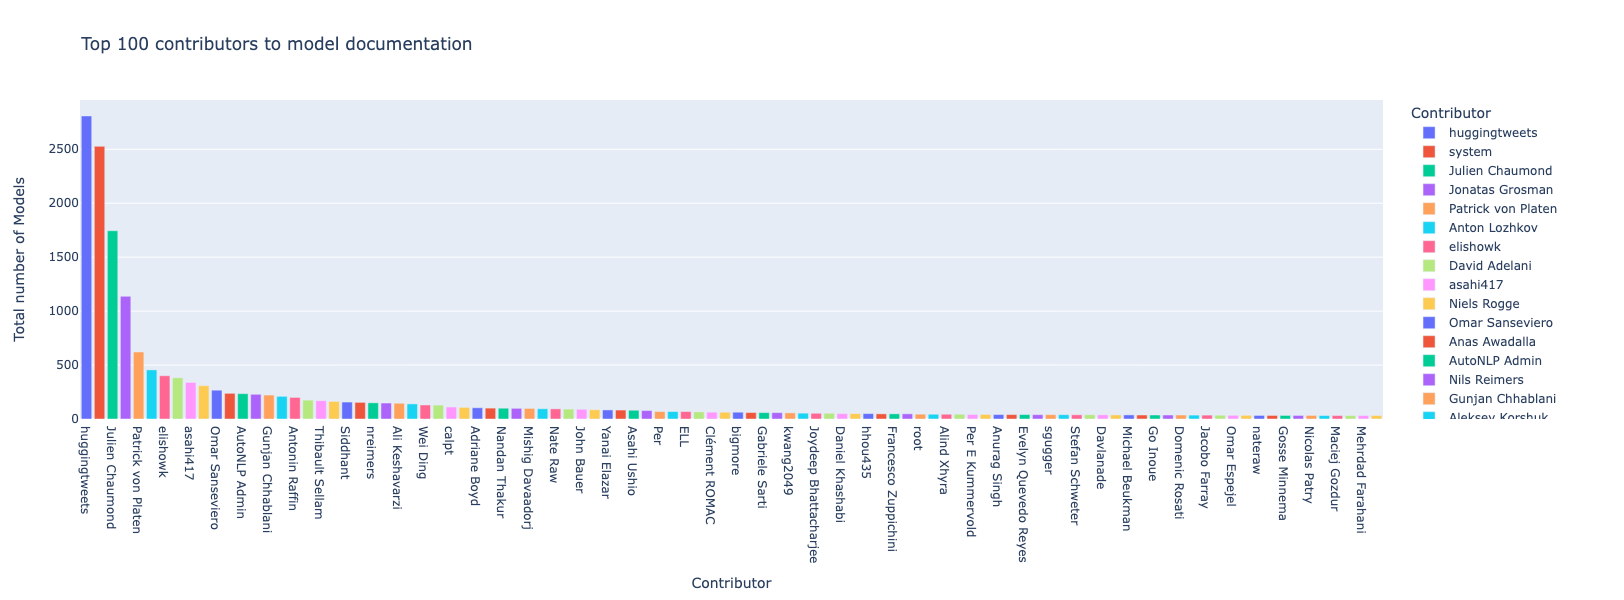 Top 100 contributors to model documentation
Total number of Models
2500
2000
1500
1000
500
0
huggingtweets
Julien Chaumond
Patrick von Platen
elishowk
asahi417
Omar Sanseviero
AutoNLP Admin
Gunjan Chhablani
Antonin Raffin
Thibault Sellam
Siddhant
nreimers
Ali Keshavarzi
Wei Ding
calpt
Adriane Boyd
Nandan Thakur
Mishig Davaadorj
Nate Raw
John Bauer
Yanai Elazar
Asahi Ushio
Per
ELL
Clément ROMAC
bigmore
Gabriele Sarti
kwang2049
Joydeep Bhattacharjee
Daniel Khashabi
hhou435
Francesco Zuppichini
root
Alind Xhyra
Per E Kummervold
Anurag Singh
Evelyn Quevedo Reyes
sgugger
Stefan Schweter
Davlanade
Michael Beukman
Go Inoue
Domenic Rosati
Jacobo Farray
Omar Espejel
nateraw
Gosse Minnema
Nicolas Patry
Maciej Gozdur
Mehrdad Farahani
Contributor
Contributor
huggingtweets
system
Julien Chaumond
Jonatas Grosman
Patrick von Platen
Anton Lozhkov
elishowk
David Adelani
asahi417
Niels Rogge
Omar Sanseviero
Anas Awadalla
AutoNLP Admin
Nils Reimers
Gunjan Chhablani
Aleksey Korshuk